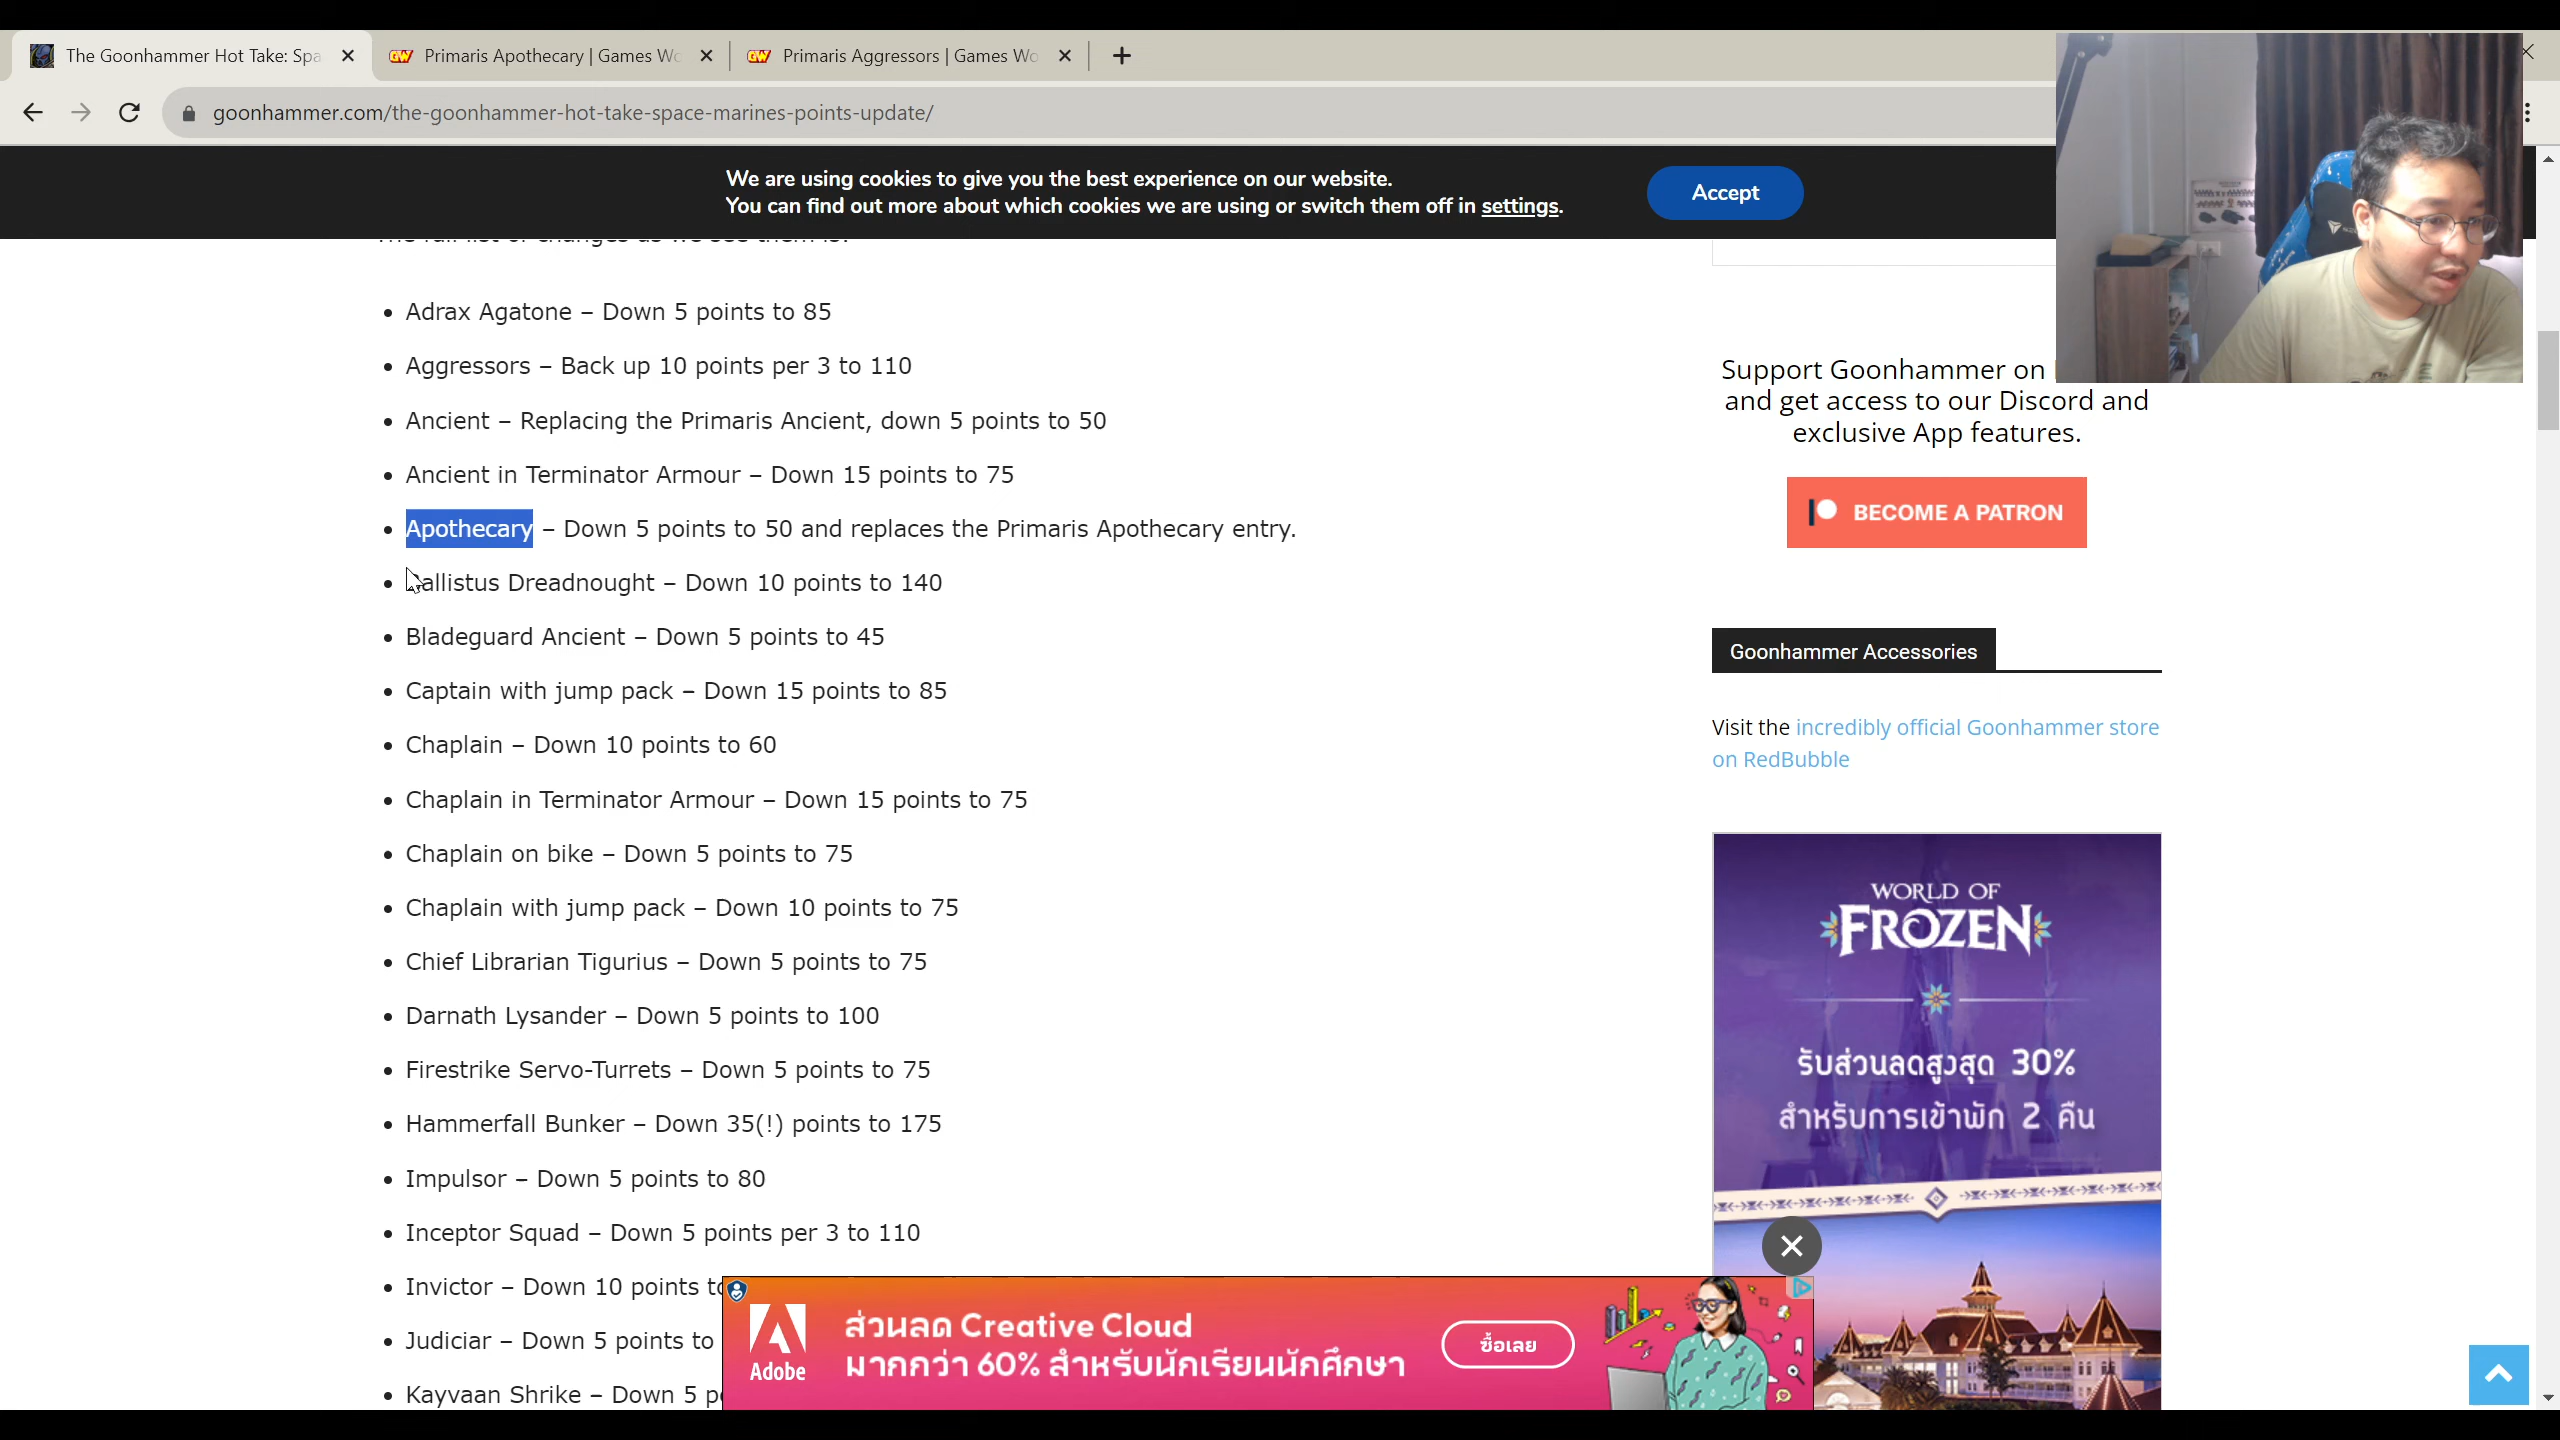 The Goonhammer Hot Take: Spa
Primaris Apothecary | Games Wo
Primaris Aggressors | Games Wo
goonhammer.com/the-goonhammer-hot-take-space-marines-points-update/
We are using cookies to give you the best experience on our website.
You can find out more about which cookies we are using or switch them off in settings.
Accept
The full list of changes as we see them is:
• Adrax Agatone – Down 5 points to 85
• Aggressors – Back up 10 points per 3 to 110
• Ancient – Replacing the Primaris Ancient, down 5 points to 50
• Ancient in Terminator Armour – Down 15 points to 75
• Apothecary – Down 5 points to 50 and replaces the Primaris Apothecary entry.
• Ballistus Dreadnought – Down 10 points to 140
• Bladeguard Ancient – Down 5 points to 45
• Captain with jump pack – Down 15 points to 85
• Chaplain – Down 10 points to 60
• Chaplain in Terminator Armour – Down 15 points to 75
• Chaplain on bike – Down 5 points to 75
• Chaplain with jump pack – Down 10 points to 75
• Chief Librarian Tigurius – Down 5 points to 75
• Darnath Lysander – Down 5 points to 100
• Firestrike Servo-Turrets – Down 5 points to 75
• Hammerfall Bunker – Down 35(!) points to 175
• Impulsor – Down 5 points to 80
• Inceptor Squad – Down 5 points per 3 to 110
• Invictor – Down 10 points to
• Judiciar – Down 5 points to
• Kayvaan Shrike – Down 5 po
Support Goonhammer on
and get access to our Discord and
exclusive App features.
BECOME A PATRON
Goonhammer Accessories
Visit the incredibly official Goonhammer store
on RedBubble
WORLD OF
FROZEN
รับส่วนลดสูงสุด 30%
สำหรับการเข้าพัก 2 คืน
Adobe
ส่วนลด Creative Cloud
มากกว่า 60% สำหรับนักเรียนนักศึกษา
ซื้อเลย